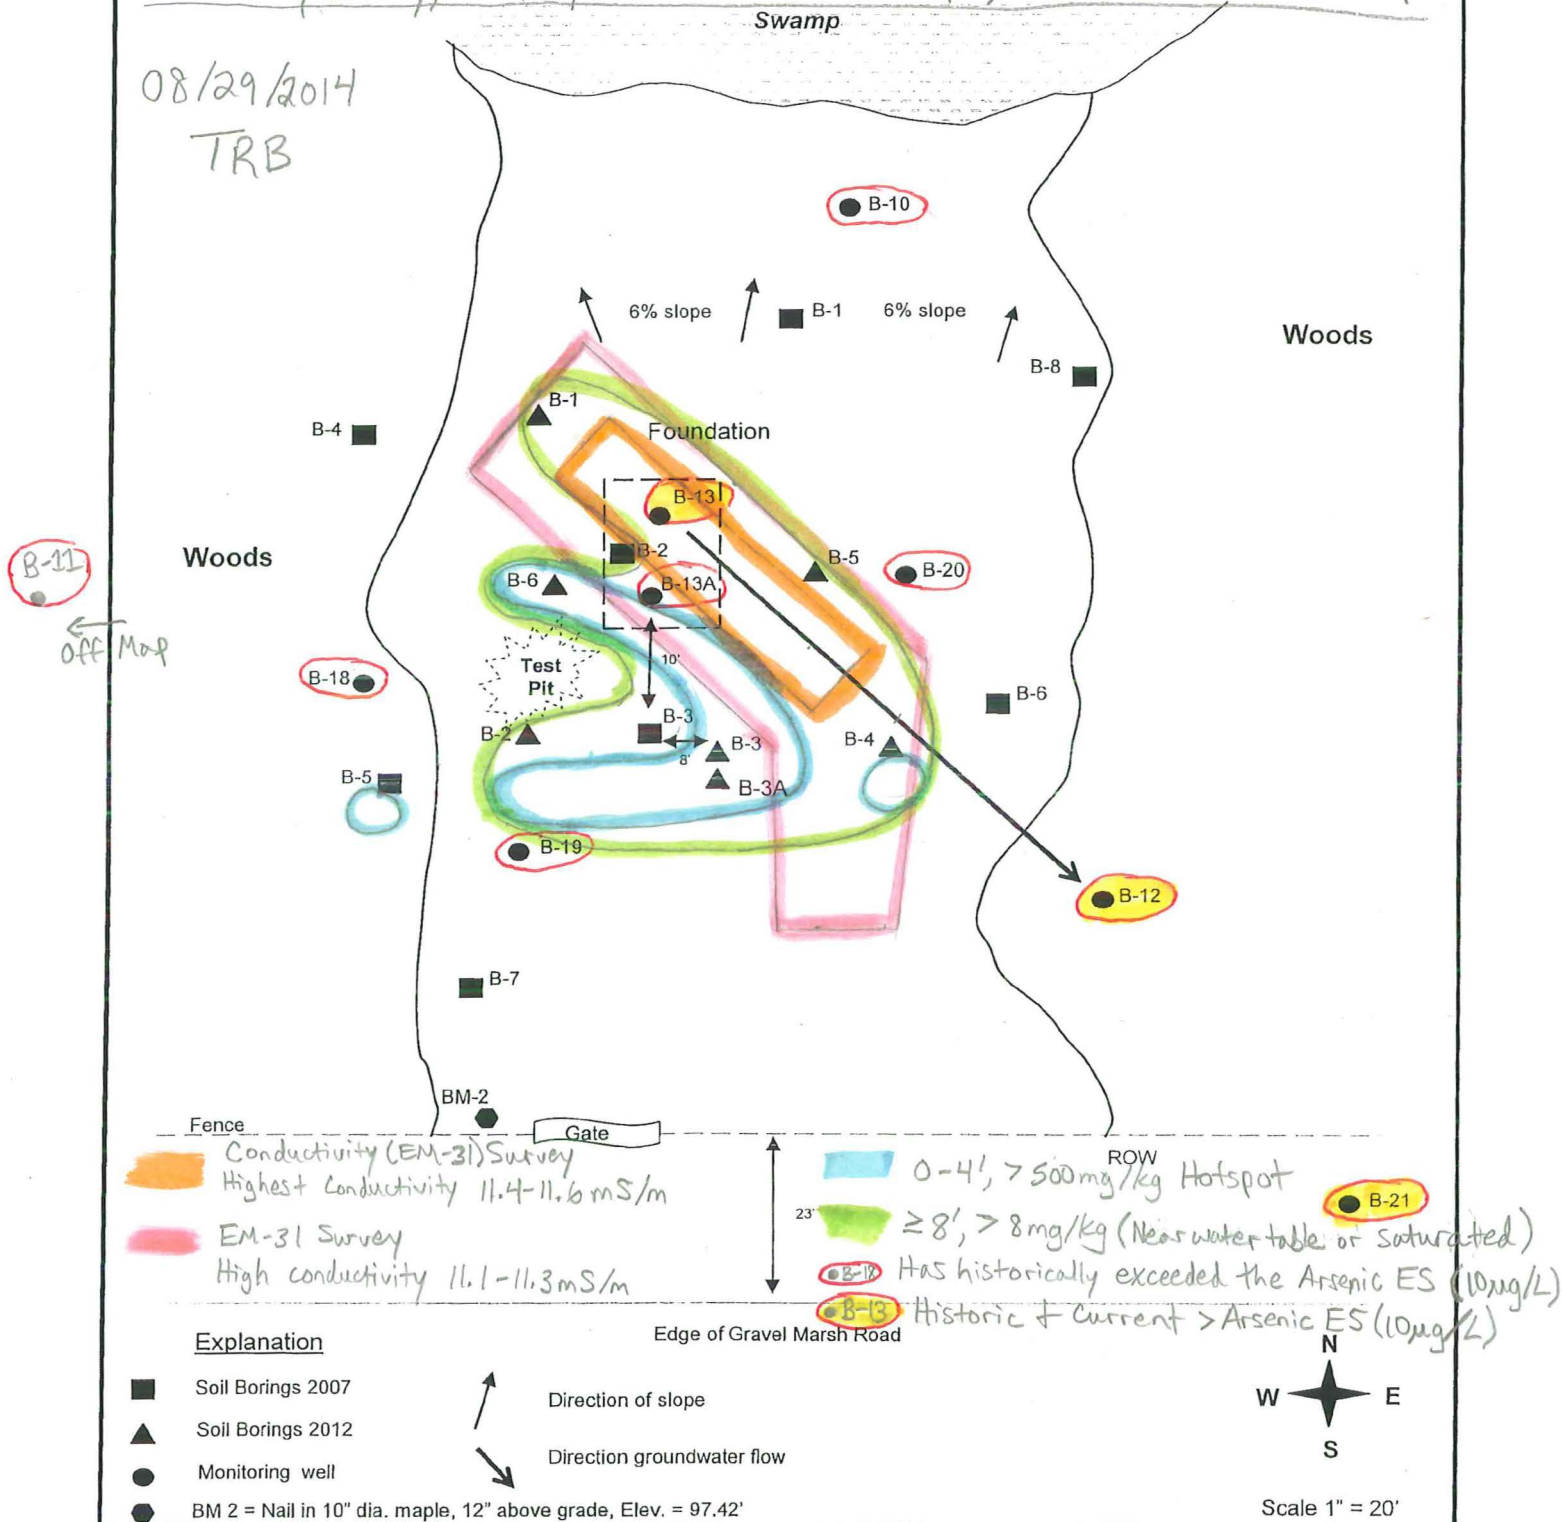 Swamp
08/29/2014
TRB
B-10
6% slope
B-1
6% slope
Woods
B-8
B-1
B-4
Foundation
B-13
B-11
Woods
B-2
B-5
B-20
B-6
B-13A
Off Map
10'
Test
Pit
B-18
B-6
B-3
B-2
B-3
B-4
8'
B-5
B-3A
B-19
B-12
B-7
BM-2
Fence
Gate
ROW
Conductivity (EM-31) Survey
Highest Conductivity 11.4-11.6 mS/m
EM-31 Survey
High conductivity 11.1-11.3 mS/m
23'
0-4', > 500mg/kg Hotspot
B-21
≥8', > 8mg/kg (Near water table or saturated)
B-18 Has historically exceeded the Arsenic ES (10µg/L)
B-13 Historic + Current > Arsenic ES (10µg/L)
Edge of Gravel Marsh Road
Explanation
Soil Borings 2007
Soil Borings 2012
Monitoring well
BM 2 = Nail in 10" dia. maple, 12" above grade, Elev. = 97.42'
Direction of slope
Direction groundwater flow
N
W E
S
Scale 1" = 20'